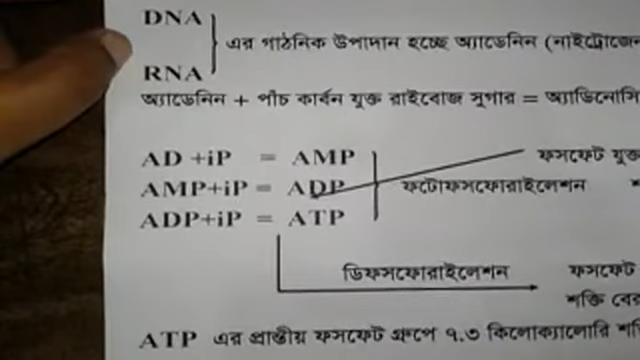 DNA
এর গাঠনিক উপাদান হচ্ছে অ্যাডেনিন (নাইট্রোজেন
RNA
অ্যাডেনিন + পাঁচ কার্বন যুক্ত রাইবোজ সুগার = অ্যাডিনোসি
AD +iP = AMP
ফসফেট যু
AMP+iP = ADP
ফটোফসফোরাইলেশন
ADP+iP = ATP
ডিফসফোরাইলেশন
ফসফেট
শক্তি বের
ATP এর প্রান্তীয় ফসফেট গ্রুপে ৭.৩ কিলোক্যালোরি শ